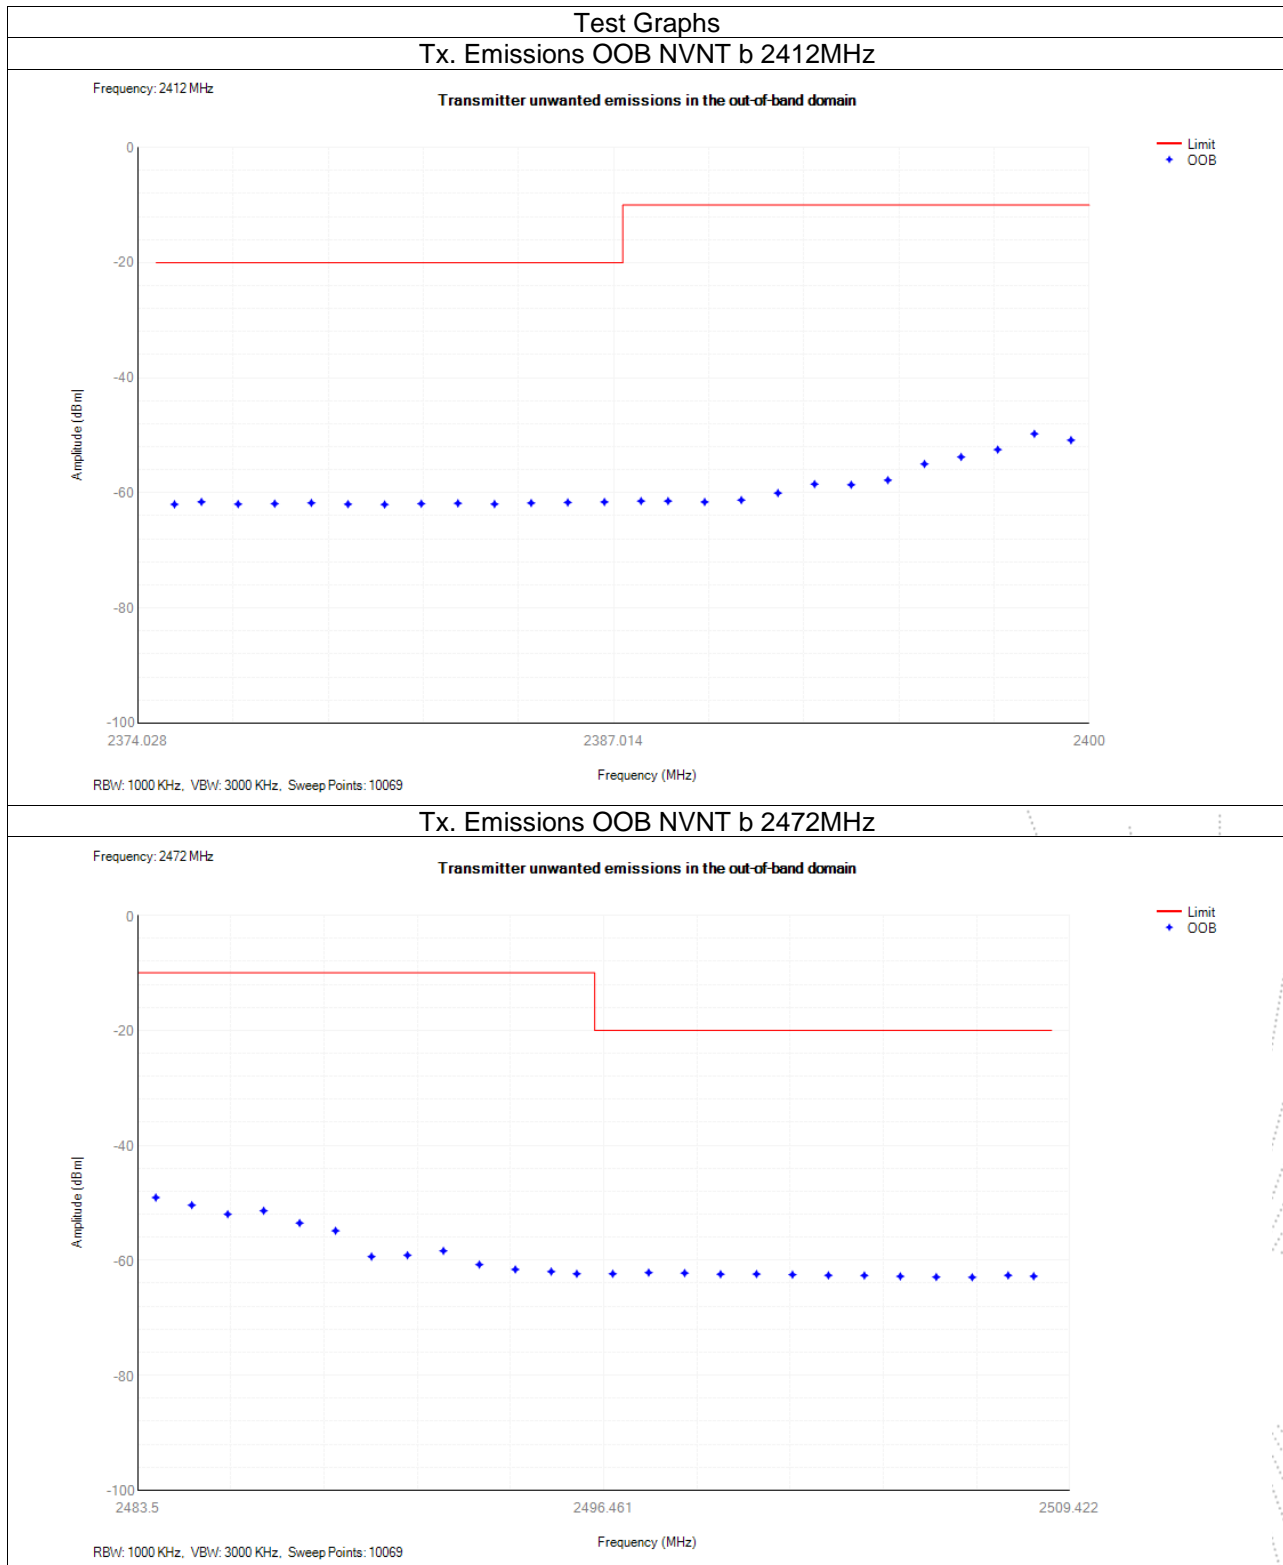 Test Graphs
Tx. Emissions OOB NVNT b 2412MHz
Frequency: 2412 MHz
Transmitter unwanted emissions in the out-of-band domain
Limit
OOB
0
-20
-40
-60
-80
-100
Amplitude (dBm)
2374.028 2387.014 2400
Frequency (MHz)
RBW: 1000 KHz, VBW: 3000 KHz, Sweep Points: 10069
Tx. Emissions OOB NVNT b 2472MHz
Frequency: 2472 MHz
Transmitter unwanted emissions in the out-of-band domain
Limit
OOB
0
-20
-40
-60
-80
-100
Amplitude (dBm)
2483.5 2496.461 2509.422
Frequency (MHz)
RBW: 1000 KHz, VBW: 3000 KHz, Sweep Points: 10069